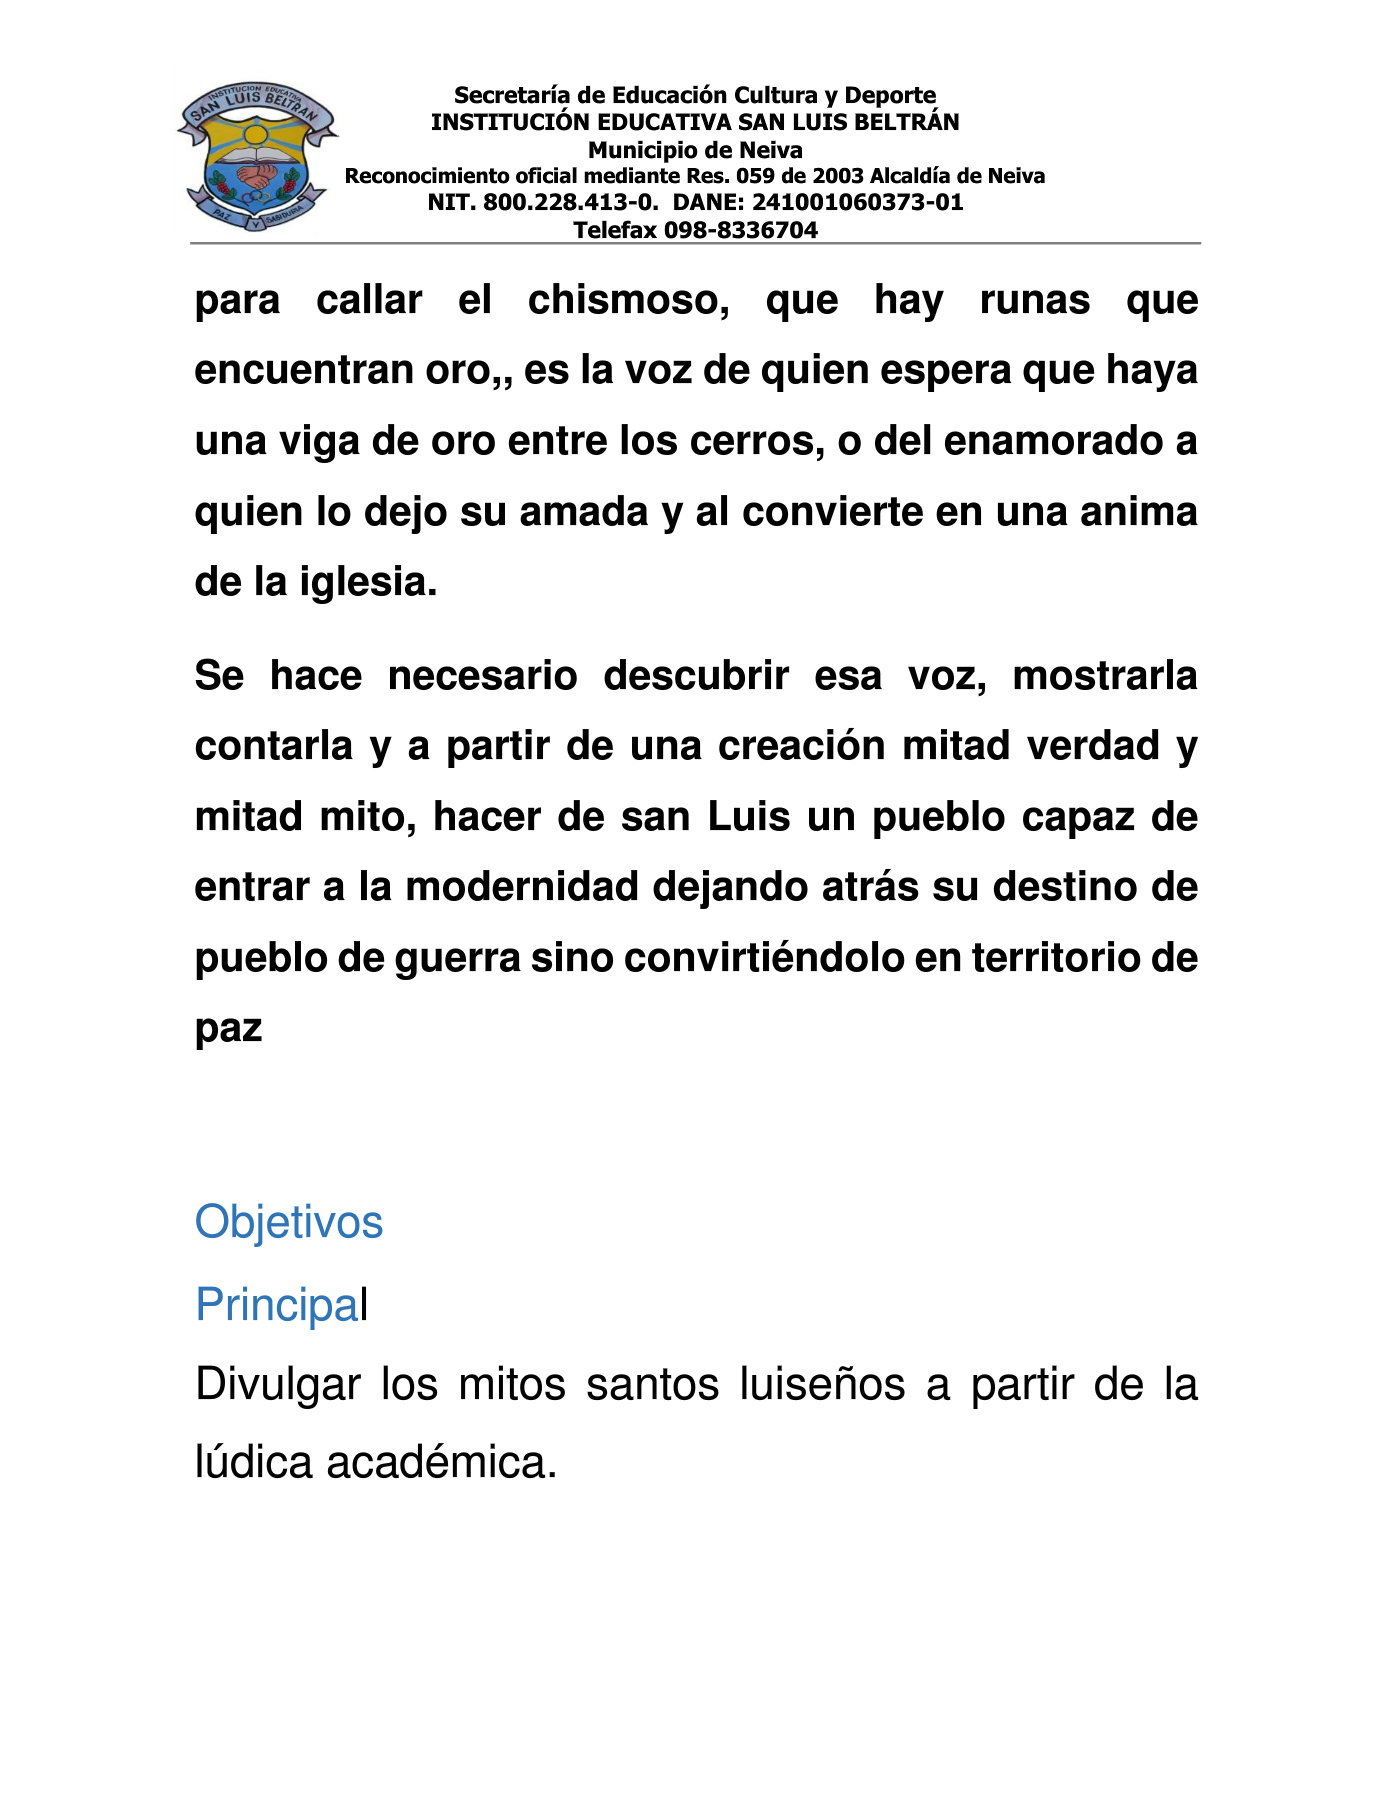 INSTITUCION EDUCATIVA
SAN LUIS BELTRAN
PAZ Y SABIDURIA
Secretaría de Educación Cultura y Deporte
INSTITUCIÓN EDUCATIVA SAN LUIS BELTRÁN
Municipio de Neiva
Reconocimiento oficial mediante Res. 059 de 2003 Alcaldía de Neiva
NIT. 800.228.413-0. DANE: 241001060373-01
Telefax 098-8336704
para callar el chismoso, que hay runas que
encuentran oro,, es la voz de quien espera que haya
una viga de oro entre los cerros, o del enamorado a
quien lo dejo su amada y al convierte en una anima
de la iglesia.
Se hace necesario descubrir esa voz, mostrarla
contarla y a partir de una creación mitad verdad y
mitad mito, hacer de san Luis un pueblo capaz de
entrar a la modernidad dejando atrás su destino de
pueblo de guerra sino convirtiéndolo en territorio de
paz
Objetivos
Principal
Divulgar los mitos santos luiseños a partir de la
lúdica académica.